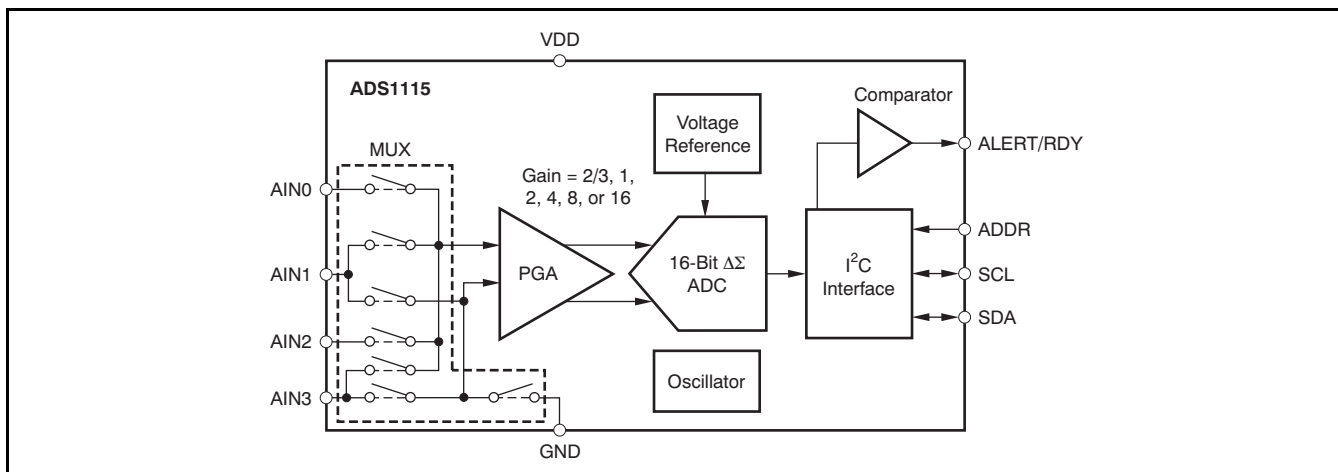 VDD
ADS1115
Comparator
Voltage
Reference
ALERT/RDY
MUX
Gain = 2/3, 1,
2, 4, 8, or 16
AIN0
ADDR
AIN1
PGA
16-Bit ΔΣ
ADC
I²C
Interface
SCL
SDA
AIN2
Oscillator
AIN3
GND